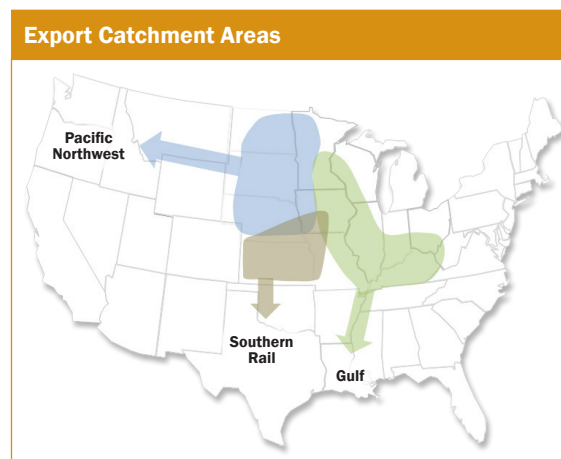 Export Catchment Areas
Pacific
Northwest
Southern
Rail
Gulf